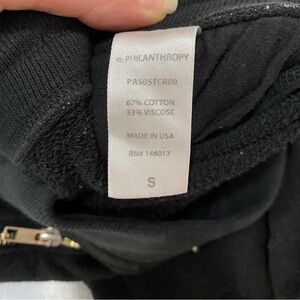 n: PHILANTHROPY
PA505TCR00
67% COTTON
33% VISCOSE
MADE IN USA
RN# 146017
S